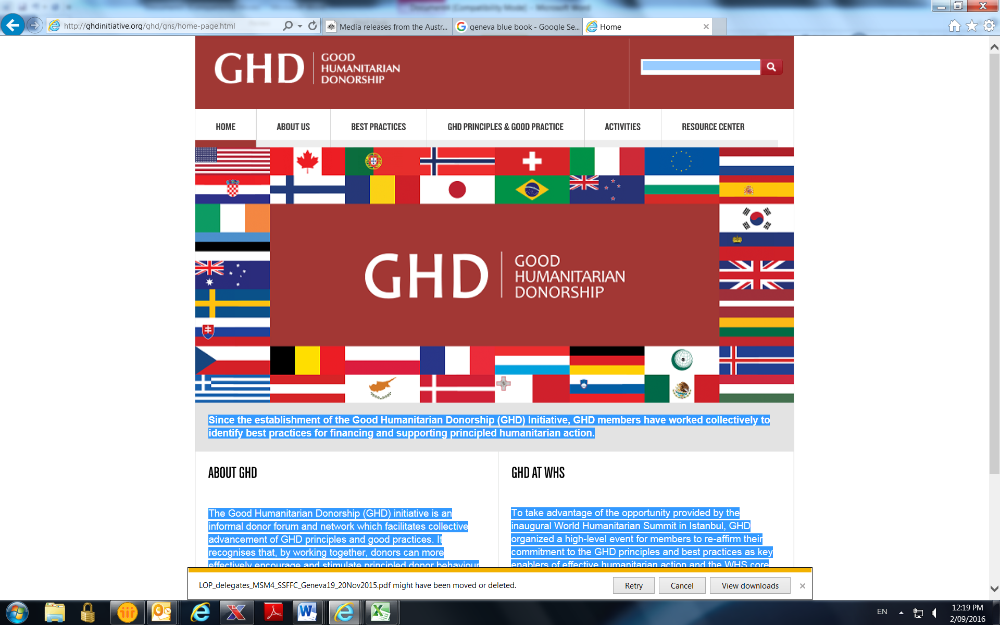 Document4 [Compatibility Mode] - Microsoft Word
http://ghdinitiative.org/ghd/gns/home-page.html
Media releases from the Austr...
geneva blue book - Google Se...
Home
GHD
GOOD
HUMANITARIAN
DONORSHIP
HOME
ABOUT US
BEST PRACTICES
GHD PRINCIPLES & GOOD PRACTICE
ACTIVITIES
RESOURCE CENTER
GHD
GOOD
HUMANITARIAN
DONORSHIP
Since the establishment of the Good Humanitarian Donorship (GHD) Initiative, GHD members have worked collectively to
identify best practices for financing and supporting principled humanitarian action.
ABOUT GHD
The Good Humanitarian Donorship (GHD) initiative is an
informal donor forum and network which facilitates collective
advancement of GHD principles and good practices. It
recognises that, by working together, donors can more
effectively encourage and stimulate principled donor behaviour
GHD AT WHS
To take advantage of the opportunity provided by the
inaugural World Humanitarian Summit in Istanbul, GHD
organized a high-level event for members to re-affirm their
commitment to the GHD principles and best practices as key
enablers of effective humanitarian action and the WHS core
LOP_delegates_MSM4_SSFFC_Geneva19_20Nov2015.pdf might have been moved or deleted.
Retry
Cancel
View downloads
EN
12:19 PM
2/09/2016